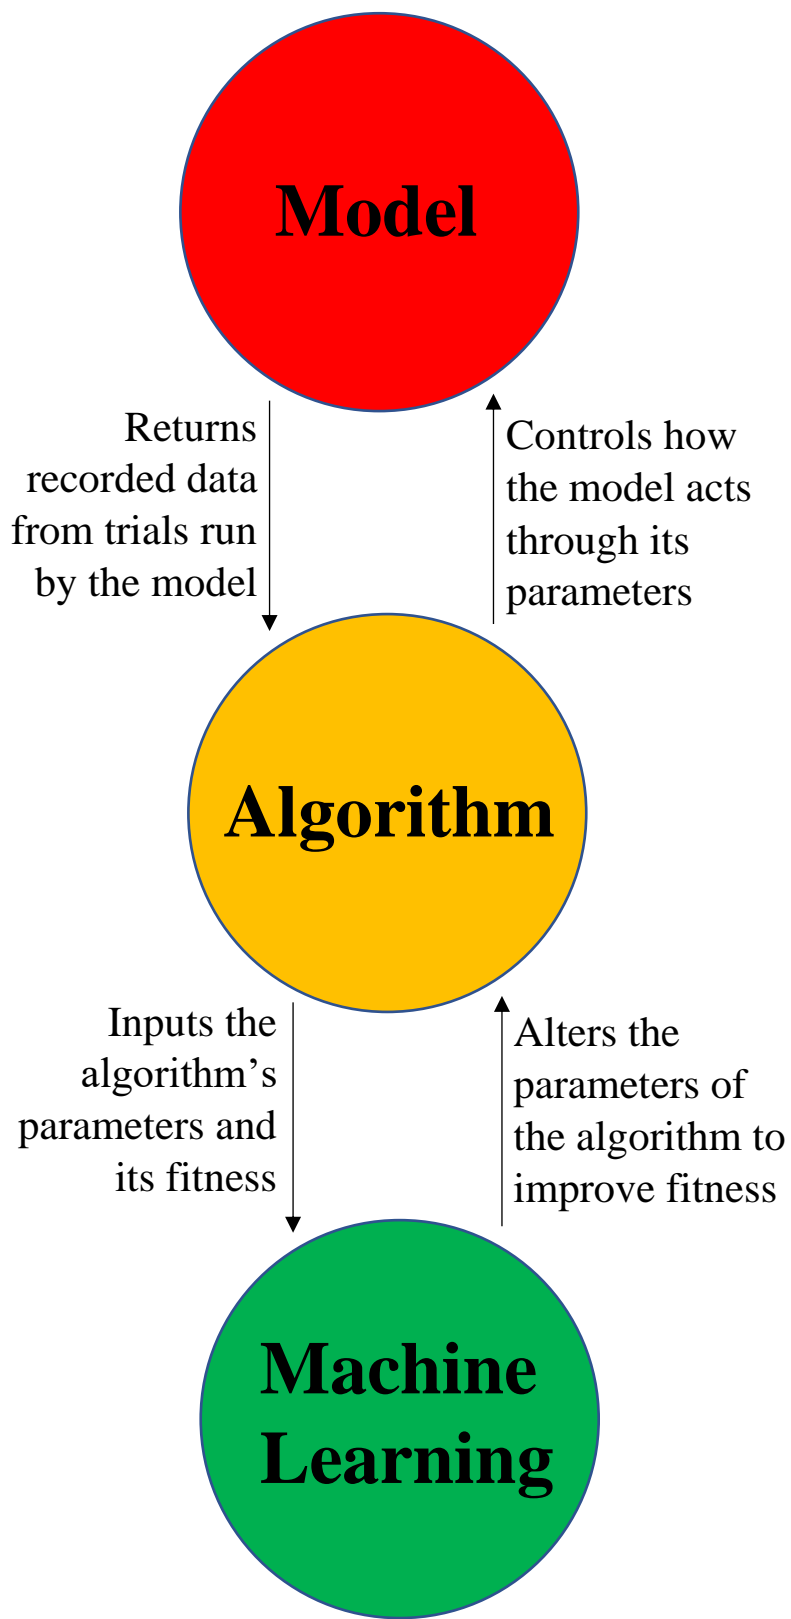 Model
Returns
recorded data
from trials run
by the model
Controls how
the model acts
through its
parameters
Algorithm
Inputs the
algorithm’s
parameters and
its fitness
Alters the
parameters of
the algorithm to
improve fitness
Machine
Learning